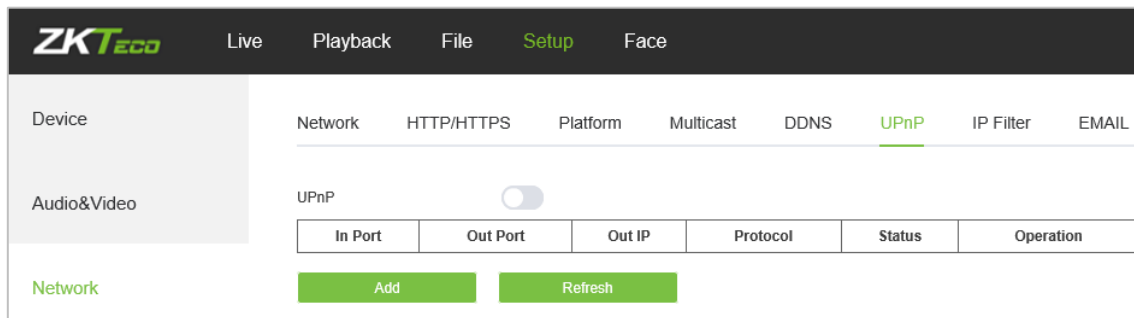 ZKTECO Live Playback File Setup Face
Device
Network HTTP/HTTPS Platform Multicast DDNS UPnP IP Filter EMAIL
Audio&Video
UPnP
In Port Out Port Out IP Protocol Status Operation
Network
Add Refresh